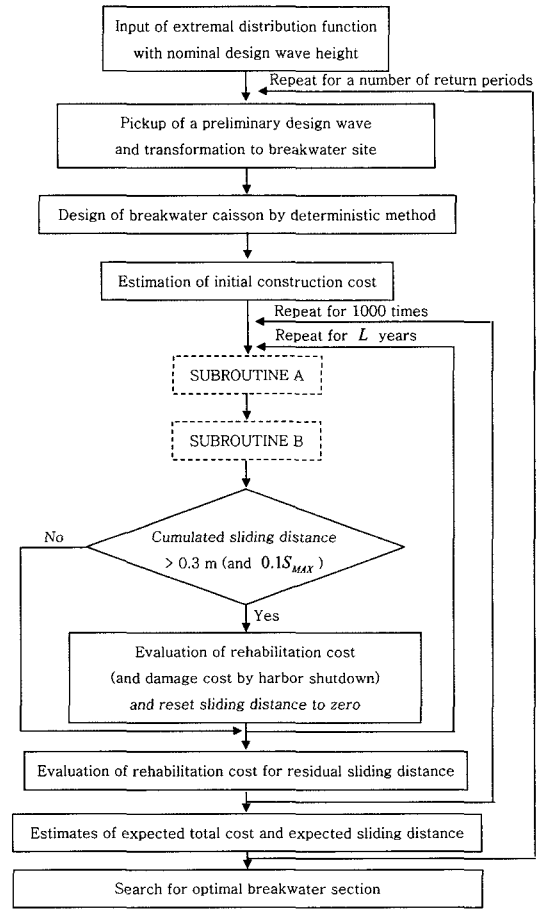 Input of extremal distribution function
with nominal design wave height
Repeat for a number of return periods
Pickup of a preliminary design wave
and transformation to breakwater site
Design of breakwater caisson by deterministic method
Estimation of initial construction cost
Repeat for 1000 times
Repeat for L years
SUBROUTINE A
SUBROUTINE B
No
Cumulated sliding distance
> 0.3 m (and 0.1S_MAX)
Yes
Evaluation of rehabilitation cost
(and damage cost by harbor shutdown)
and reset sliding distance to zero
Evaluation of rehabilitation cost for residual sliding distance
Estimates of expected total cost and expected sliding distance
Search for optimal breakwater section